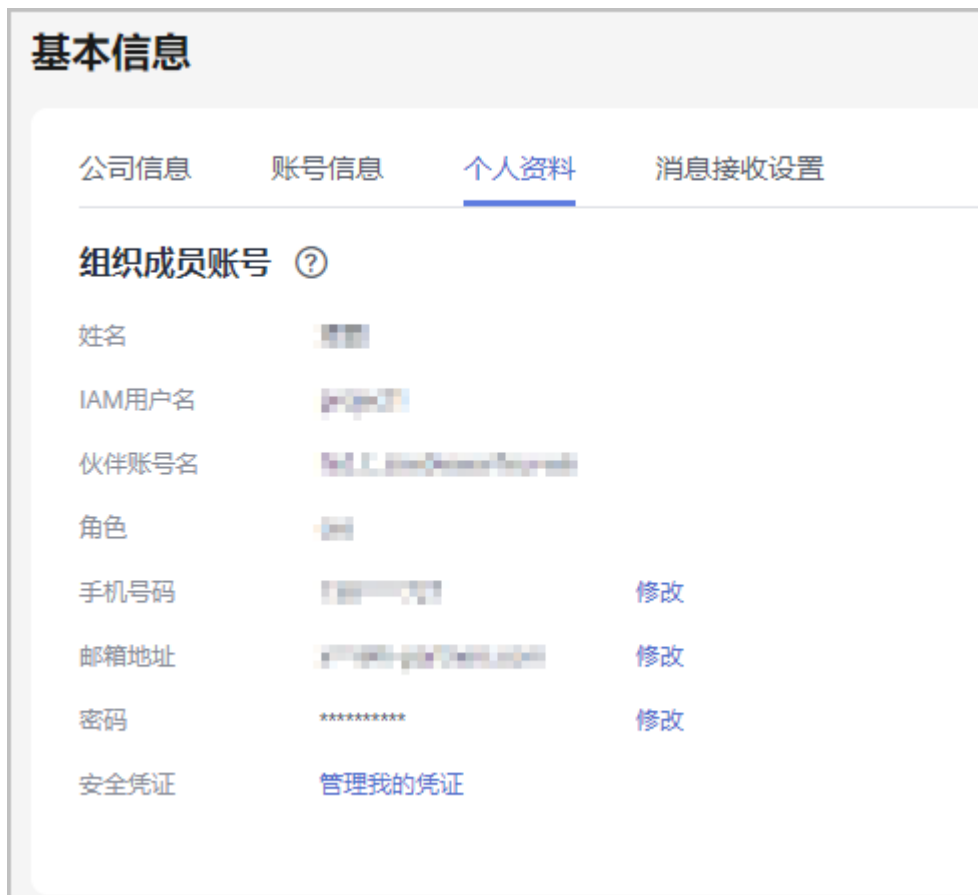 基本信息
公司信息 账号信息 个人资料 消息接收设置
组织成员账号 ?
姓名
IAM用户名
伙伴账号名
角色
手机号码 修改
邮箱地址 修改
密码 ********** 修改
安全凭证 管理我的凭证